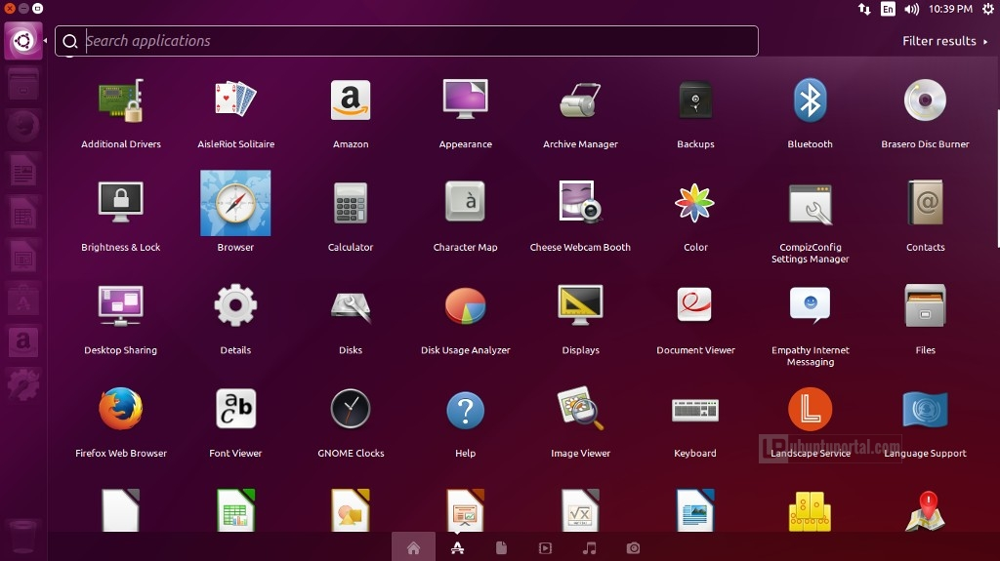 En
10:39 PM
Search applications
Filter results
Additional Drivers
AisleRiot Solitaire
Amazon
Appearance
Archive Manager
Backups
Bluetooth
Brasero Disc Burner
Brightness & Lock
Browser
Calculator
Character Map
Cheese Webcam Booth
Color
CompizConfig
Settings Manager
Contacts
Desktop Sharing
Details
Disks
Disk Usage Analyzer
Displays
Document Viewer
Empathy Internet
Messaging
Files
Firefox Web Browser
Font Viewer
GNOME Clocks
Help
Image Viewer
Keyboard
Landscape Service
Language Support
UP ubuntuportal.com